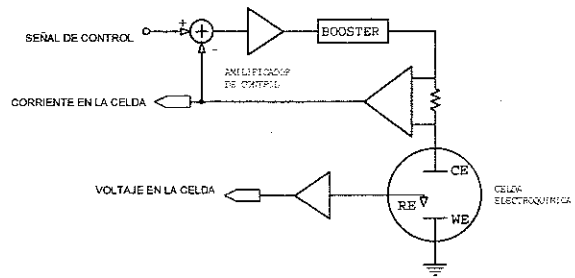 SEÑAL DE CONTROL
+
+
-
BOOSTER
AMLIFICADOR
DE CONTROL
CORRIENTE EN LA CELDA
CE
VOLTAJE EN LA CELDA
RE
WE
CELDA
ELECTROQUIMICA